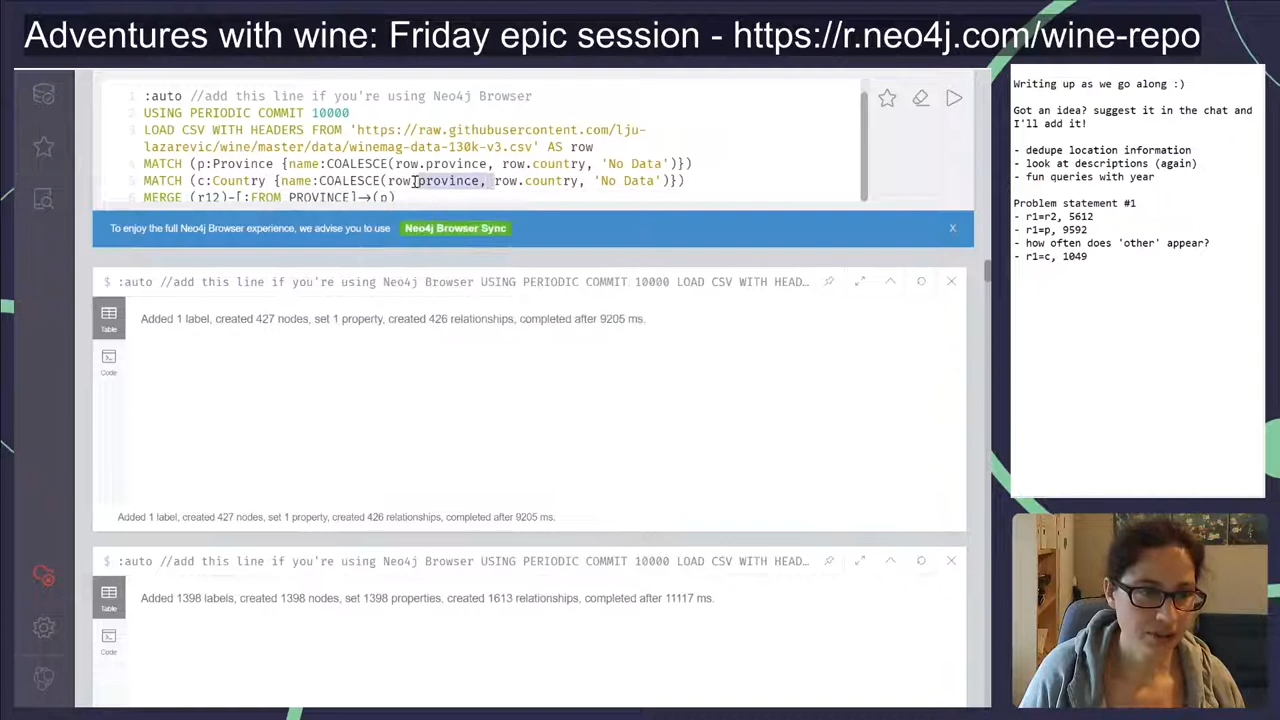 Adventures with wine: Friday epic session - https://r.neo4j.com/wine-repo
1 :auto //add this line if you're using Neo4j Browser
2 USING PERIODIC COMMIT 10000
3 LOAD CSV WITH HEADERS FROM 'https://raw.githubusercontent.com/lju-
lazarevic/wine/master/data/winemag-data-130k-v3.csv' AS row
4 MATCH (p:Province {name:COALESCE(row.province, row.country, 'No Data')})
5 MATCH (c:Country {name:COALESCE(row.province, row.country, 'No Data')})
6 MERGE (r12)-[:FROM_PROVINCE]→(p)
To enjoy the full Neo4j Browser experience, we advise you to use Neo4j Browser Sync X
$ :auto //add this line if you're using Neo4j Browser USING PERIODIC COMMIT 10000 LOAD CSV WITH HEAD…
Table
Added 1 label, created 427 nodes, set 1 property, created 426 relationships, completed after 9205 ms.
Code
Added 1 label, created 427 nodes, set 1 property, created 426 relationships, completed after 9205 ms.
$ :auto //add this line if you're using Neo4j Browser USING PERIODIC COMMIT 10000 LOAD CSV WITH HEAD…
Table
Added 1398 labels, created 1398 nodes, set 1398 properties, created 1613 relationships, completed after 11117 ms.
Code
Writing up as we go along :)
Got an idea? suggest it in the chat and
I'll add it!
- dedupe location information
- look at descriptions (again)
- fun queries with year
Problem statement #1
- r1=r2, 5612
- r1=p, 9592
- how often does 'other' appear?
- r1=c, 1049